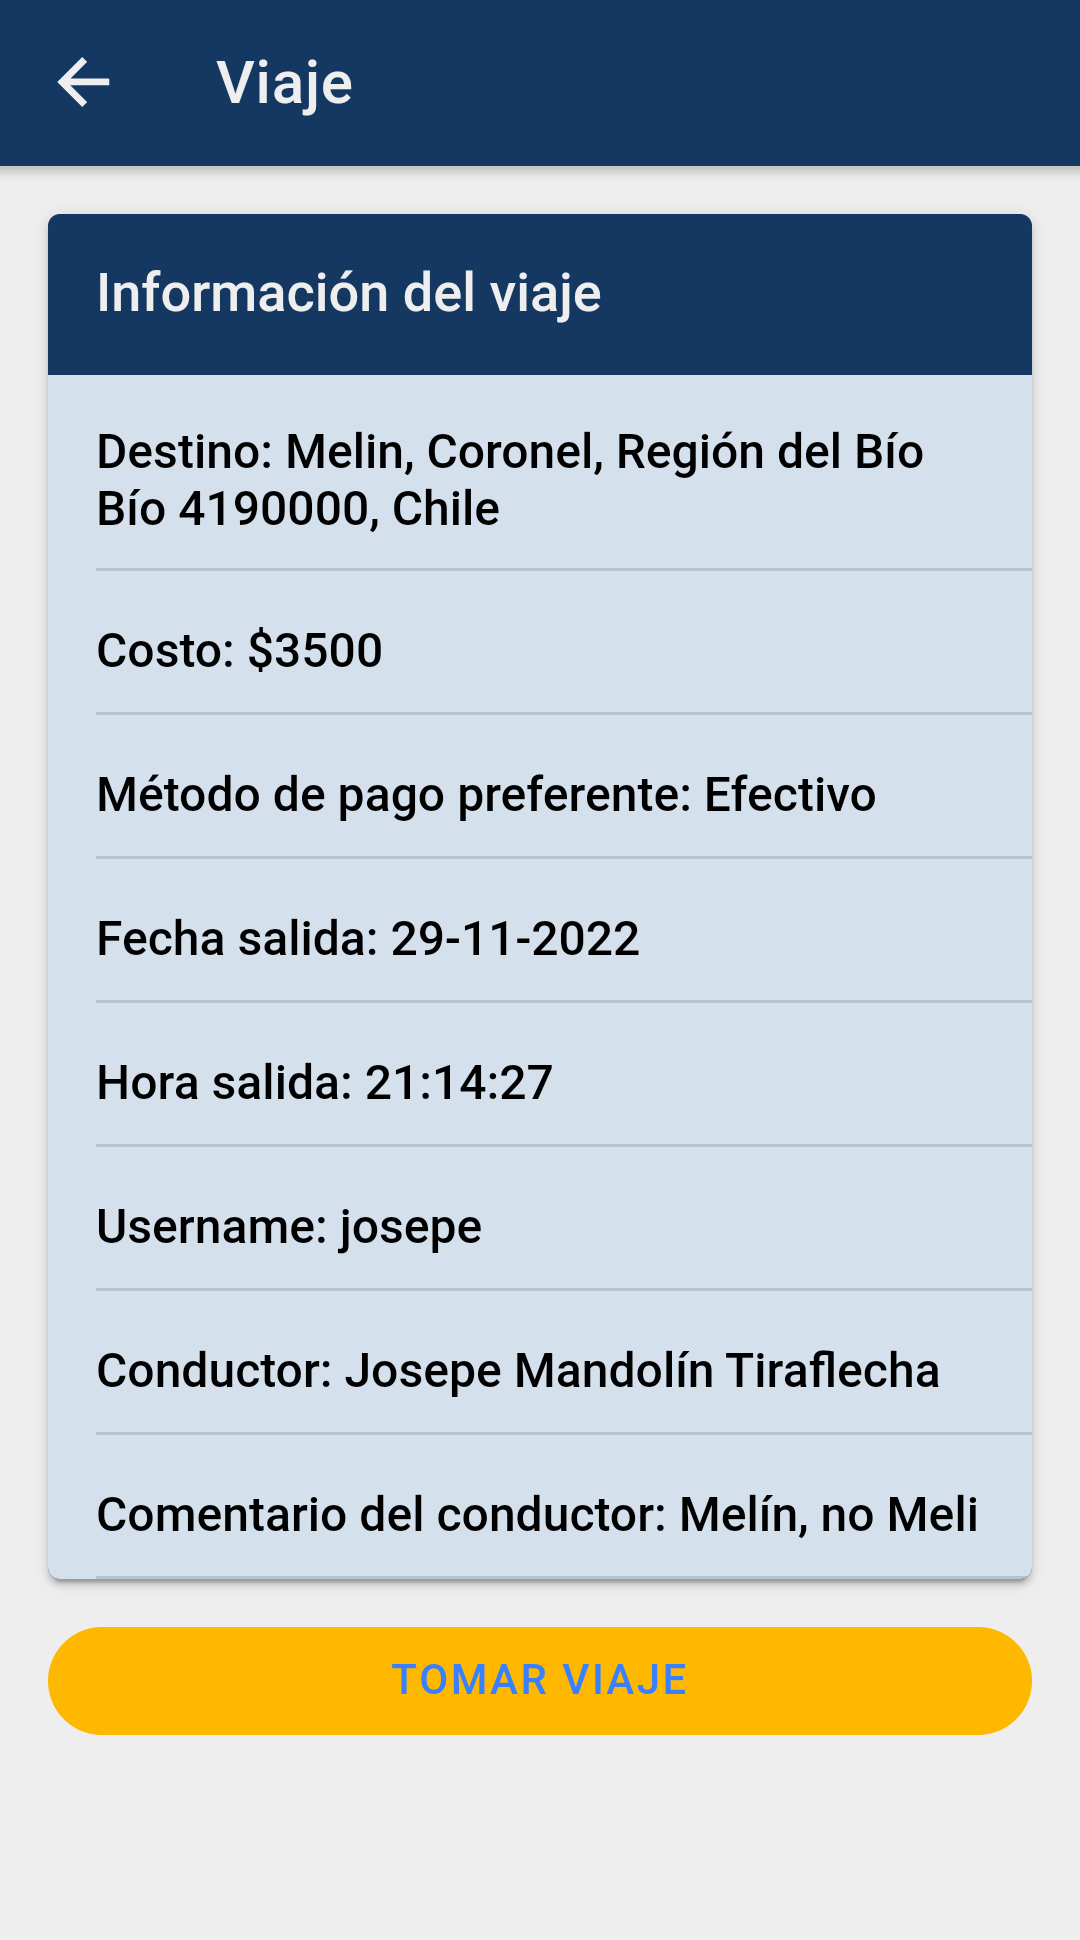 Viaje
Información del viaje
Destino: Melin, Coronel, Región del Bío
Bío 4190000, Chile
Costo: $3500
Método de pago preferente: Efectivo
Fecha salida: 29-11-2022
Hora salida: 21:14:27
Username: josepe
Conductor: Josepe Mandolín Tiraflecha
Comentario del conductor: Melín, no Meli
TOMAR VIAJE